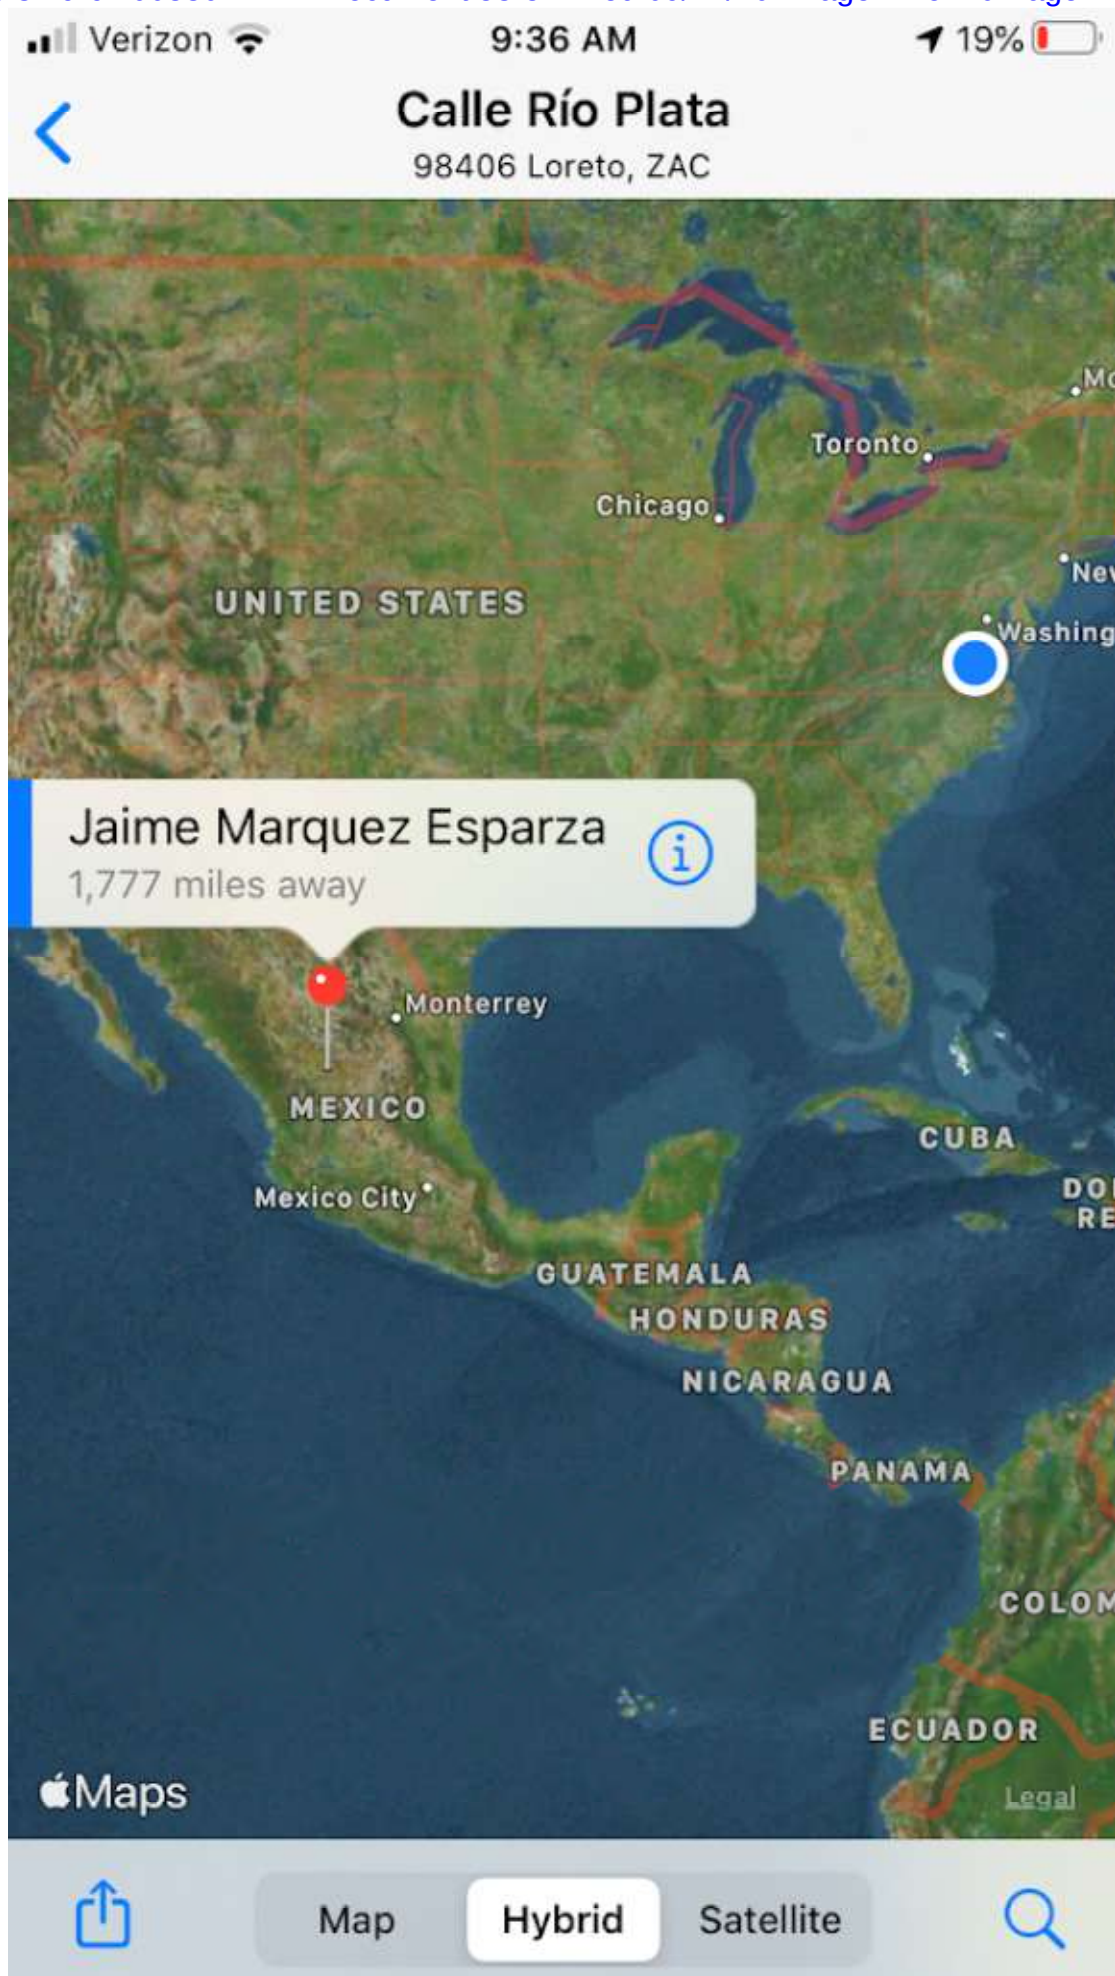 Verizon 9:36 AM 19%
Calle Río Plata
98406 Loreto, ZAC
Toronto
Chicago
UNITED STATES
Jaime Marquez Esparza
1,777 miles away
Monterrey
MEXICO
CUBA
Mexico City
GUATEMALA
HONDURAS
NICARAGUA
PANAMA
ECUADOR
Maps
Legal
Map Hybrid Satellite